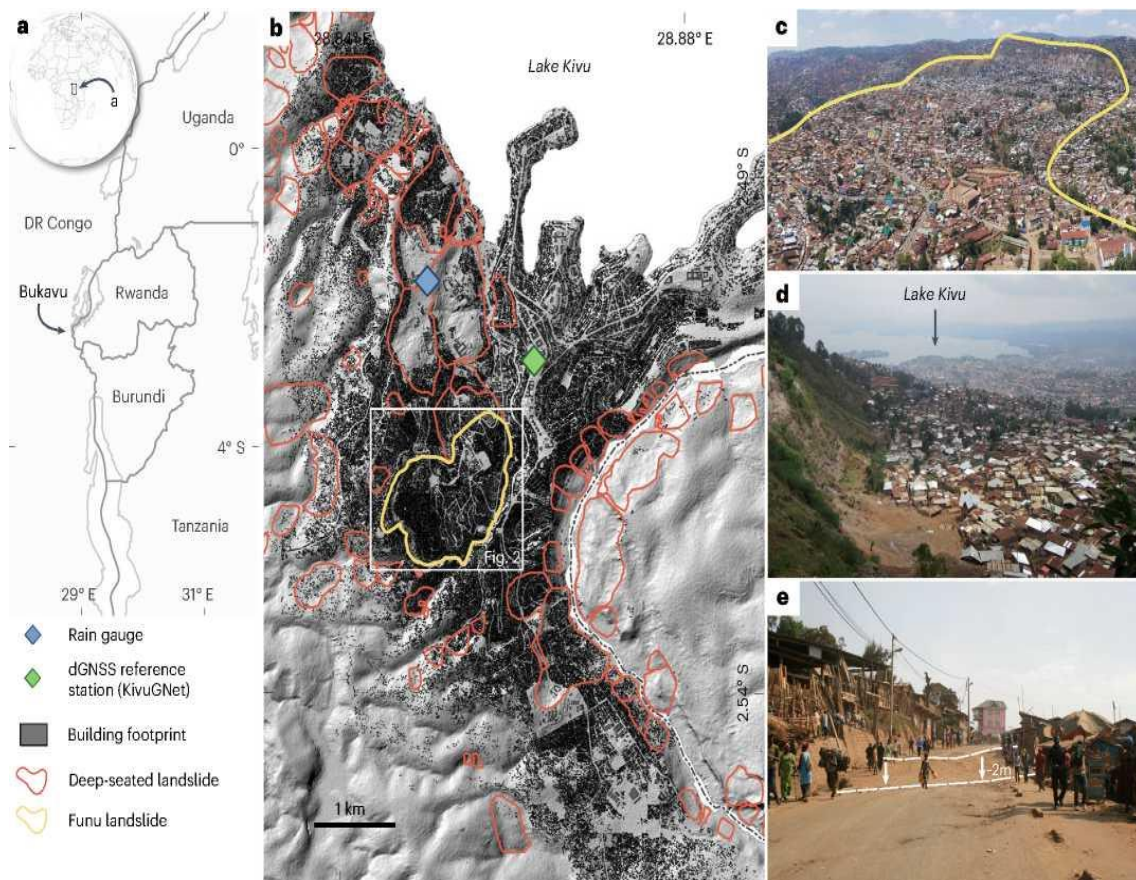 a
a
Uganda
0°
DR Congo
Bukavu
Rwanda
Burundi
4° S
Tanzania
29° E
31° E
Rain gauge
dGNSS reference
station (KivuGNet)
Building footprint
Deep-seated landslide
Funu landslide
b
28.84° E
28.88° E
Lake Kivu
49° S
Fig. 2
2.54° S
1 km
c
d
Lake Kivu
e
~2m